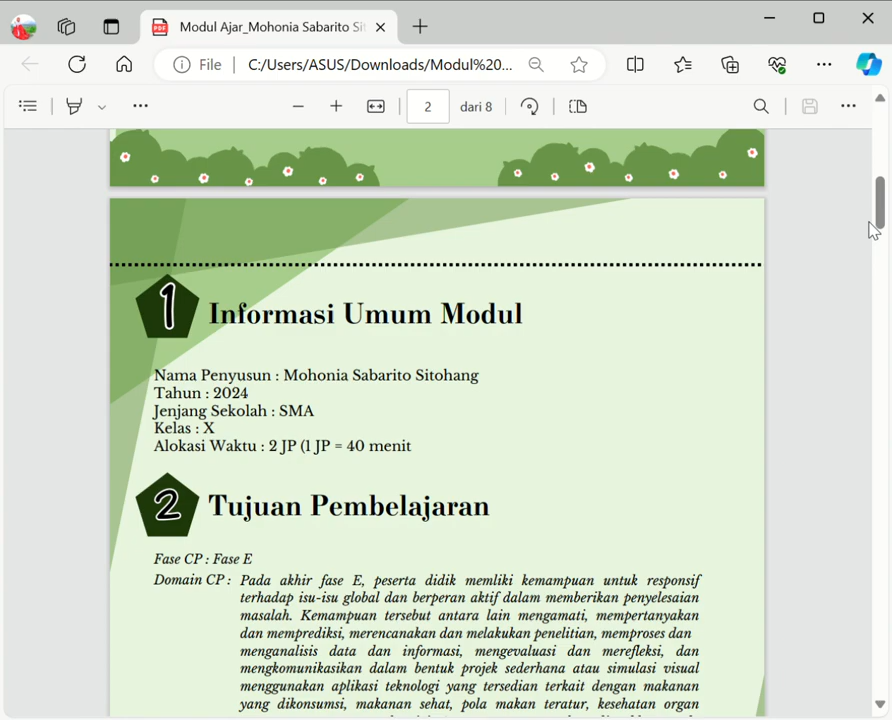 Modul Ajar_Mohonia Sabarito Sit
File
C:/Users/ASUS/Downloads/Modul%20...
2 dari 8
1 Informasi Umum Modul
Nama Penyusun : Mohonia Sabarito Sitohang
Tahun : 2024
Jenjang Sekolah : SMA
Kelas : X
Alokasi Waktu : 2 JP (1 JP = 40 menit
2 Tujuan Pembelajaran
Fase CP : Fase E
Domain CP : Pada akhir fase E, peserta didik memliki kemampuan untuk responsif
terhadap isu-isu global dan berperan aktif dalam memberikan penyelesaian
masalah. Kemampuan tersebut antara lain mengamati, mempertanyakan
dan memprediksi, merencanakan dan melakukan penelitian, memproses dan
menganalisis data dan informasi, mengevaluasi dan merefleksi, dan
mengkomunikasikan dalam bentuk projek sederhana atau simulasi visual
menggunakan aplikasi teknologi yang tersedian terkait dengan makanan
yang dikonsumsi, makanan sehat, pola makan teratur, kesehatan organ